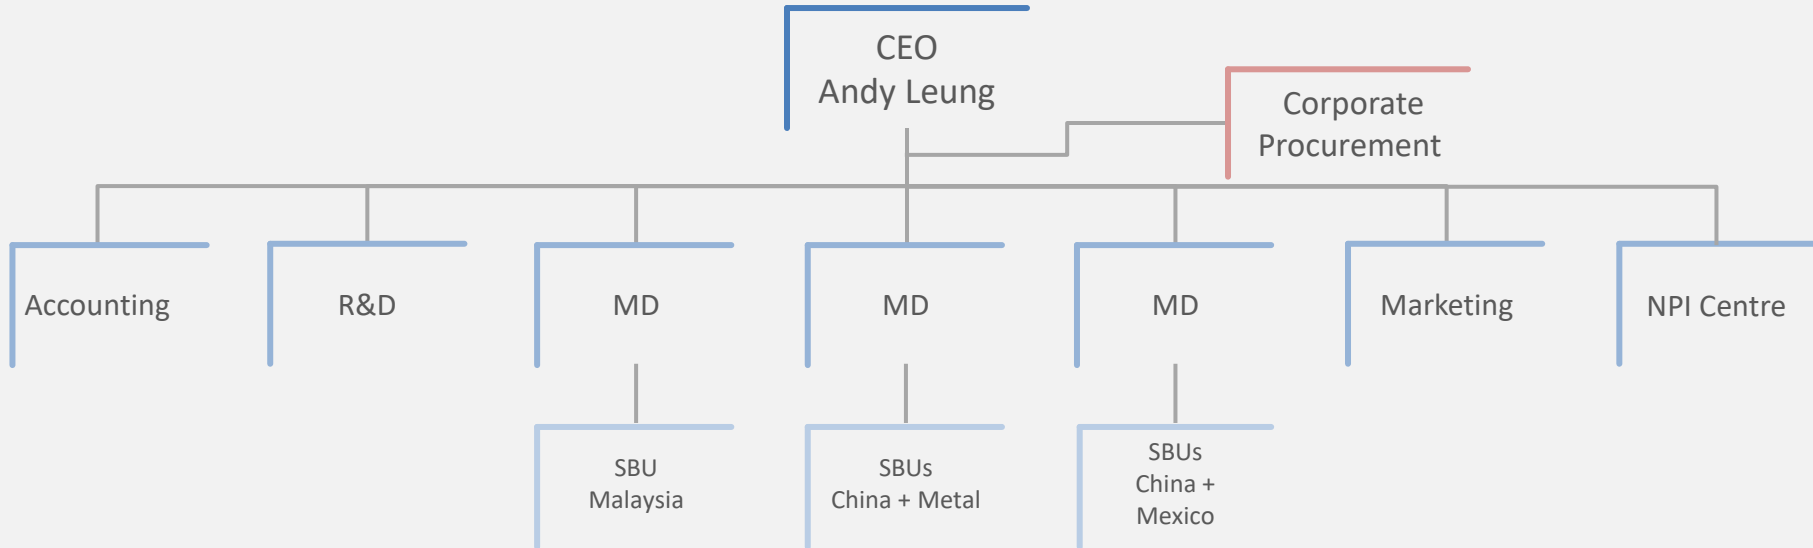 CEO
Andy Leung
Corporate
Procurement
Accounting
R&D
MD
MD
MD
Marketing
NPI Centre
SBU
Malaysia
SBUs
China + Metal
SBUs
China +
Mexico